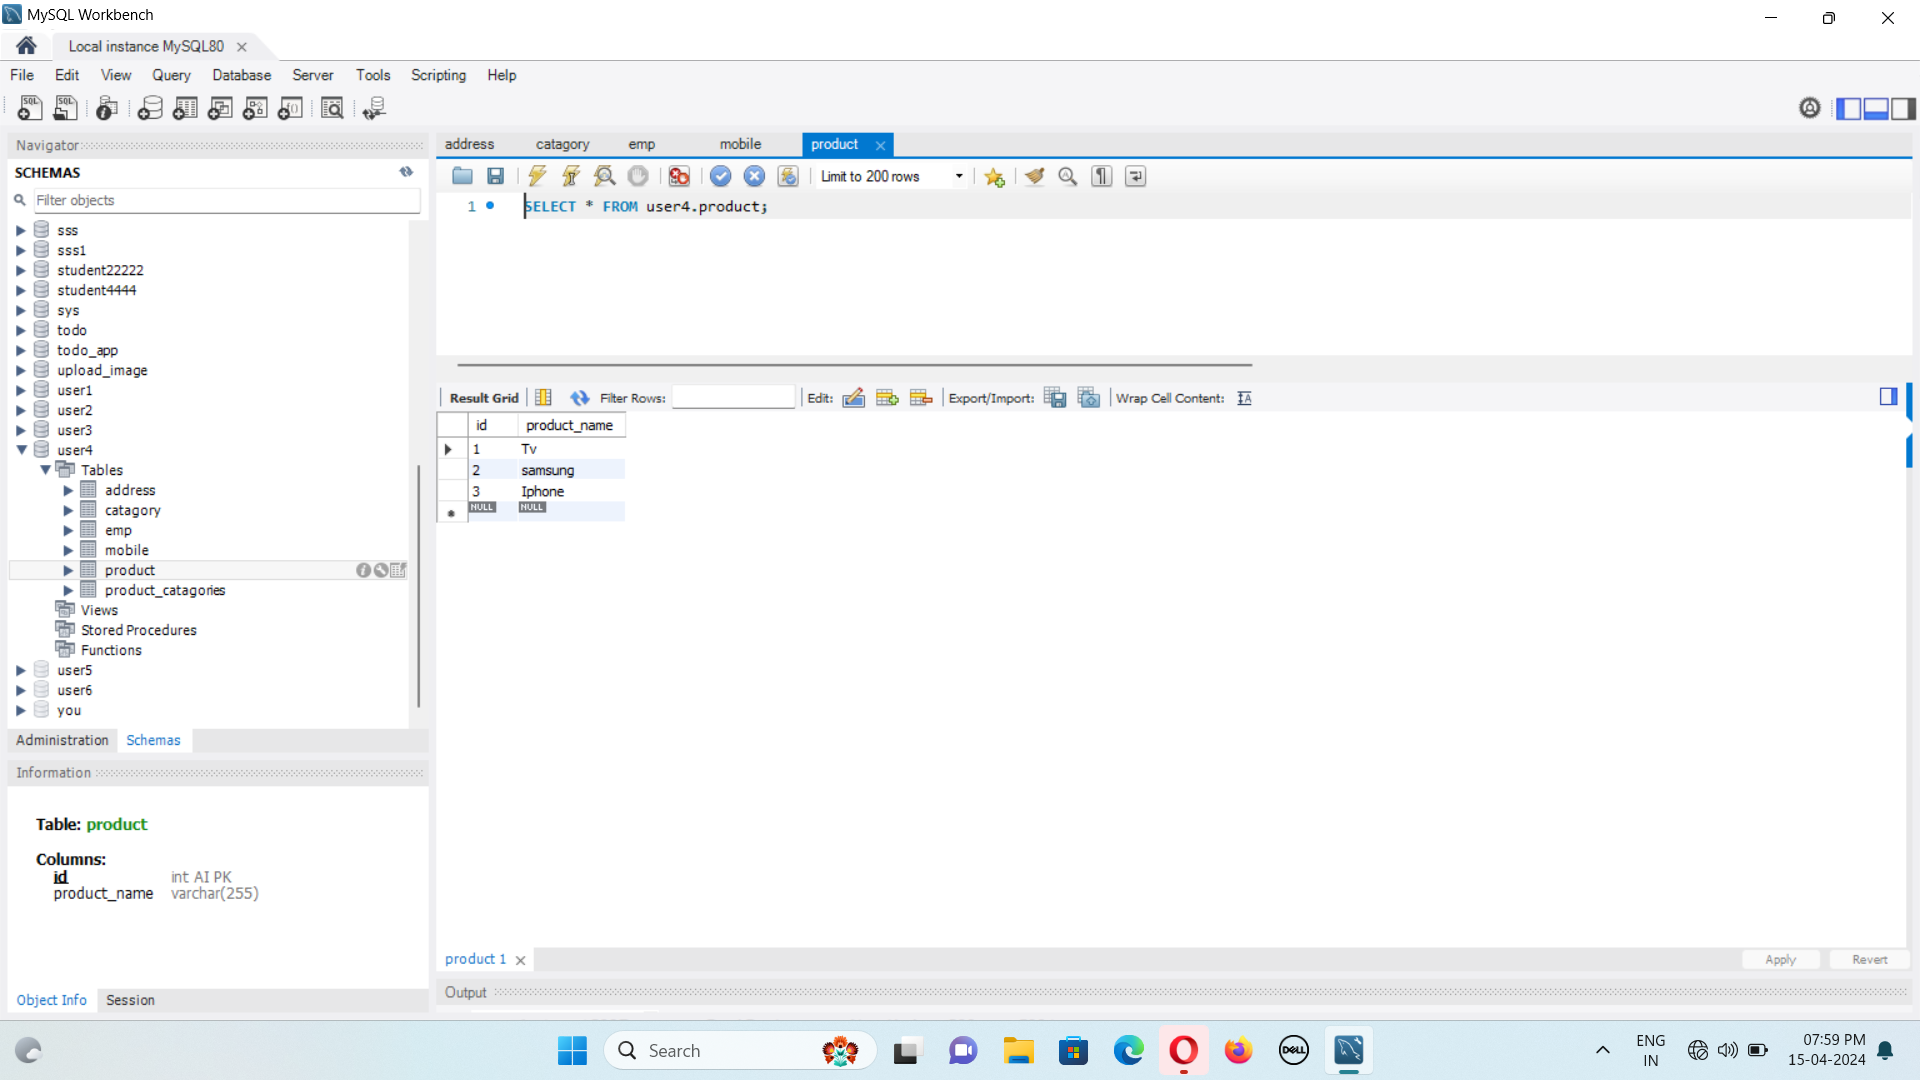 MySQL Workbench
Local instance MySQL80
File Edit View Query Database Server Tools Scripting Help
Navigator
SCHEMAS
Filter objects
sss
sss1
student22222
student4444
sys
todo
todo_app
upload_image
user1
user2
user3
user4
Tables
address
catagory
emp
mobile
product
product_catagories
Views
Stored Procedures
Functions
user5
user6
you
Administration Schemas
Information
Table: product
Columns:
id int AI PK
product_name varchar(255)
Object Info Session
address catagory emp mobile product
Limit to 200 rows
1 SELECT * FROM user4.product;
Result Grid Filter Rows: Edit: Export/Import: Wrap Cell Content:
id product_name
1 Tv
2 samsung
3 Iphone
NULL NULL
product 1
Apply Revert
Output
Search
DELL
ENG
IN
07:59 PM
15-04-2024